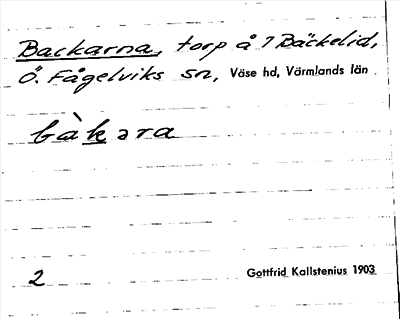 Backarna, torp å 7 Bäckelid,
Ö. Fågelviks sn, Väse hd, Värmlands län
bàkara
2
Gottfrid Kallstenius 1903